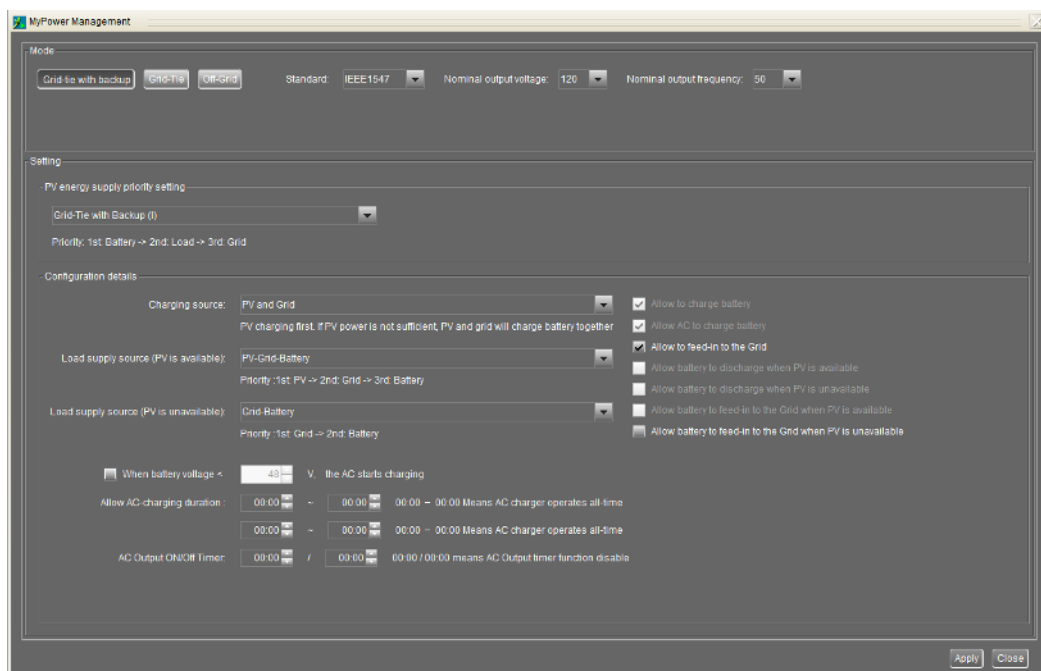 MyPower Management
Mode
Grid-tie with backup Grid-Tie Off-Grid Standard: IEEE1547 Nominal output voltage: 120 Nominal output frequency: 50
Setting
PV energy supply priority setting
Grid-Tie with Backup (I)
Priority: 1st: Battery -> 2nd: Load -> 3rd: Grid
Configuration details
Charging source: PV and Grid
PV charging first. If PV power is not sufficient, PV and grid will charge battery together
Load supply source (PV is available): PV-Grid-Battery
Priority :1st: PV -> 2nd: Grid -> 3rd: Battery
Load supply source (PV is unavailable): Grid-Battery
Priority :1st: Grid -> 2nd: Battery
Allow to charge battery
Allow AC to charge battery
Allow to feed-in to the Grid
Allow battery to discharge when PV is available
Allow battery to discharge when PV is unavailable
Allow battery to feed-in to the Grid when PV is available
Allow battery to feed-in to the Grid when PV is unavailable
When battery voltage < 48 V, the AC starts charging
Allow AC-charging duration : 00:00 ~ 00:00 00:00 – 00:00 Means AC charger operates all-time
00:00 ~ 00:00 00:00 – 00:00 Means AC charger operates all-time
AC Output ON/Off Timer: 00:00 / 00:00 00:00 / 00:00 means AC Output timer function disable
Apply Close